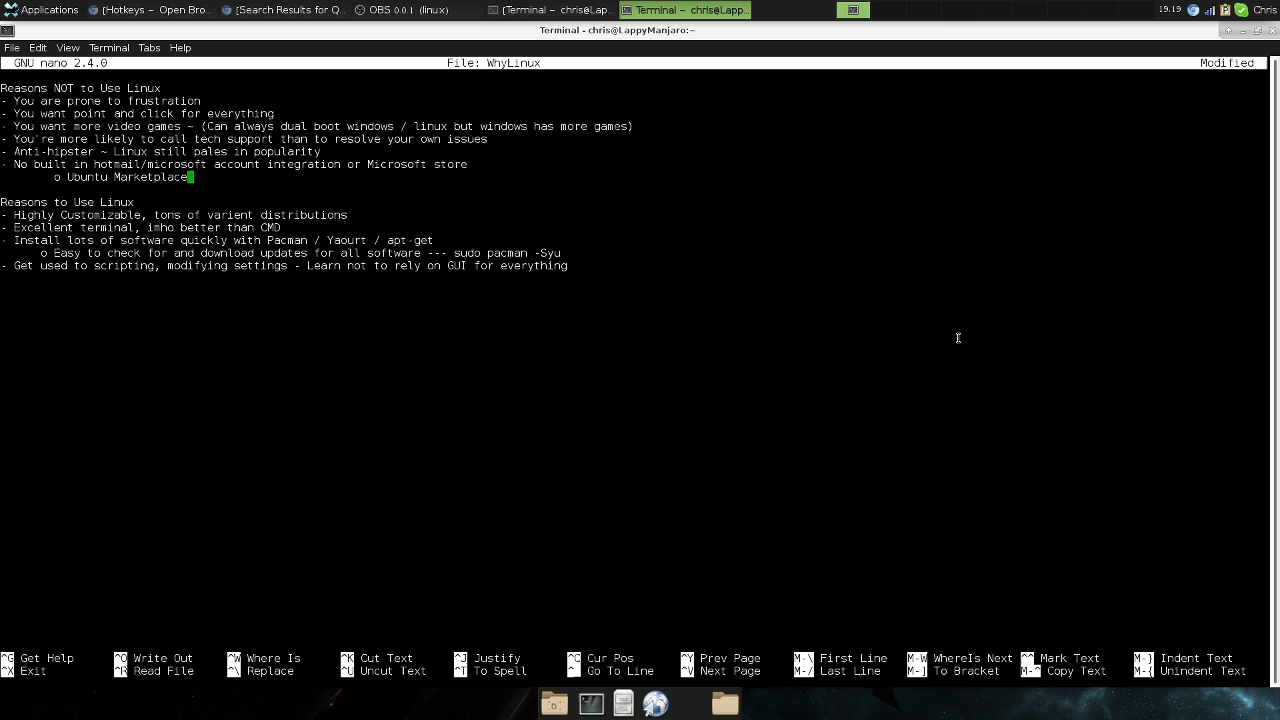 Applications [Hotkeys – Open Bro... [Search Results for Q... OBS 0.0.1 (linux) [Terminal – chris@Lap... Terminal – chris@Lapp... 19.19 Chris
Terminal - chris@LappyManjaro:~
File Edit View Terminal Tabs Help
GNU nano 2.4.0 File: WhyLinux Modified
Reasons NOT to Use Linux
- You are prone to frustration
- You want point and click for everything
- You want more video games ~ (Can always dual boot windows / linux but windows has more games)
- You're more likely to call tech support than to resolve your own issues
- Anti-hipster ~ Linux still pales in popularity
- No built in hotmail/microsoft account integration or Microsoft store
o Ubuntu Marketplace
Reasons to Use Linux
- Highly Customizable, tons of varient distributions
- Excellent terminal, imho better than CMD
- Install lots of software quickly with Pacman / Yaourt / apt-get
o Easy to check for and download updates for all software --- sudo pacman -Syu
- Get used to scripting, modifying settings - Learn not to rely on GUI for everything
^G Get Help ^O Write Out ^W Where Is ^K Cut Text ^J Justify ^C Cur Pos ^Y Prev Page M-\ First Line M-W WhereIs Next ^^ Mark Text M-} Indent Text
^X Exit ^R Read File ^\ Replace ^U Uncut Text ^T To Spell ^_ Go To Line ^V Next Page M-/ Last Line M-] To Bracket M-^ Copy Text M-{ Unindent Text